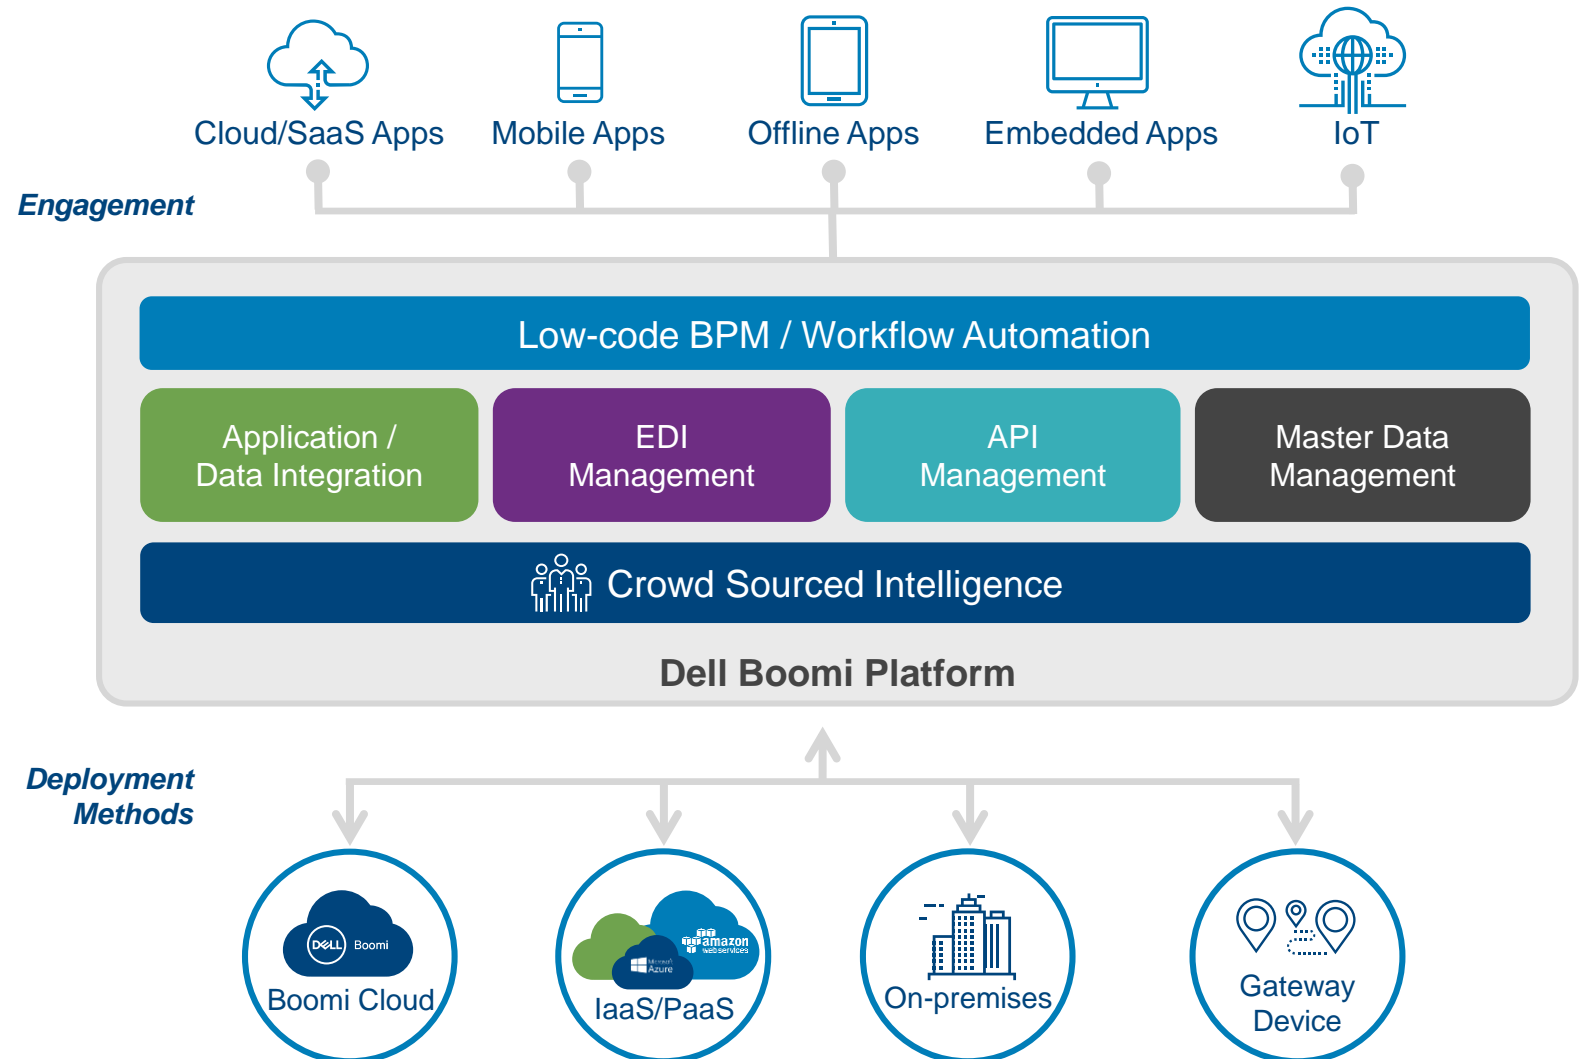 Cloud/SaaS Apps
Mobile Apps
Offline Apps
Embedded Apps
IoT
Engagement
Low-code BPM / Workflow Automation
Application /
Data Integration
EDI
Management
API
Management
Master Data
Management
Crowd Sourced Intelligence
Dell Boomi Platform
Deployment
Methods
DELL Boomi
Boomi Cloud
amazon
webservices
Microsoft
Azure
IaaS/PaaS
On-premises
Gateway
Device